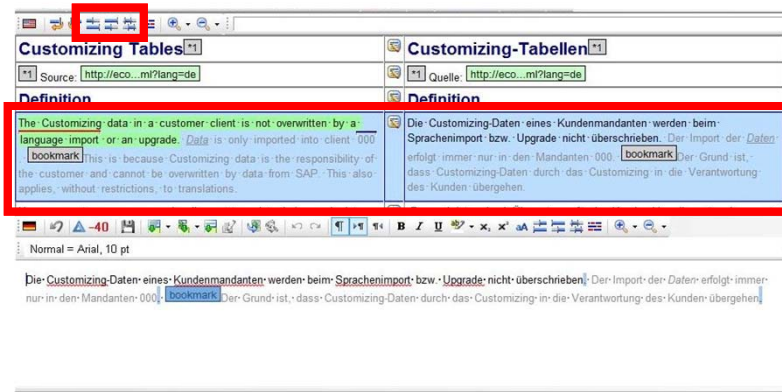 Customizing Tables *1
Customizing-Tabellen *1
*1 Source: http://eco...ml?lang=de
*1 Quelle: http://eco...ml?lang=de
Definition
Definition
The Customizing data in a customer client is not overwritten by a
language import or an upgrade. Data is only imported into client 000
. bookmark This is because Customizing data is the responsibility of
the customer and cannot be overwritten by data from SAP. This also
applies, without restrictions, to translations.
Die Customizing-Daten eines Kundenmandanten werden beim
Sprachenimport bzw. Upgrade nicht überschrieben. Der Import der Daten
erfolgt immer nur in den Mandanten 000. bookmark Der Grund ist,
dass Customizing-Daten durch das Customizing in die Verantwortung
des Kunden übergehen.
-40
B I U x, x' aA
Normal = Arial, 10 pt
Die Customizing-Daten eines Kundenmandanten werden beim Sprachenimport bzw. Upgrade nicht überschrieben. Der Import der Daten erfolgt immer
nur in den Mandanten 000. bookmark Der Grund ist, dass Customizing-Daten durch das Customizing in die Verantwortung des Kunden übergehen.